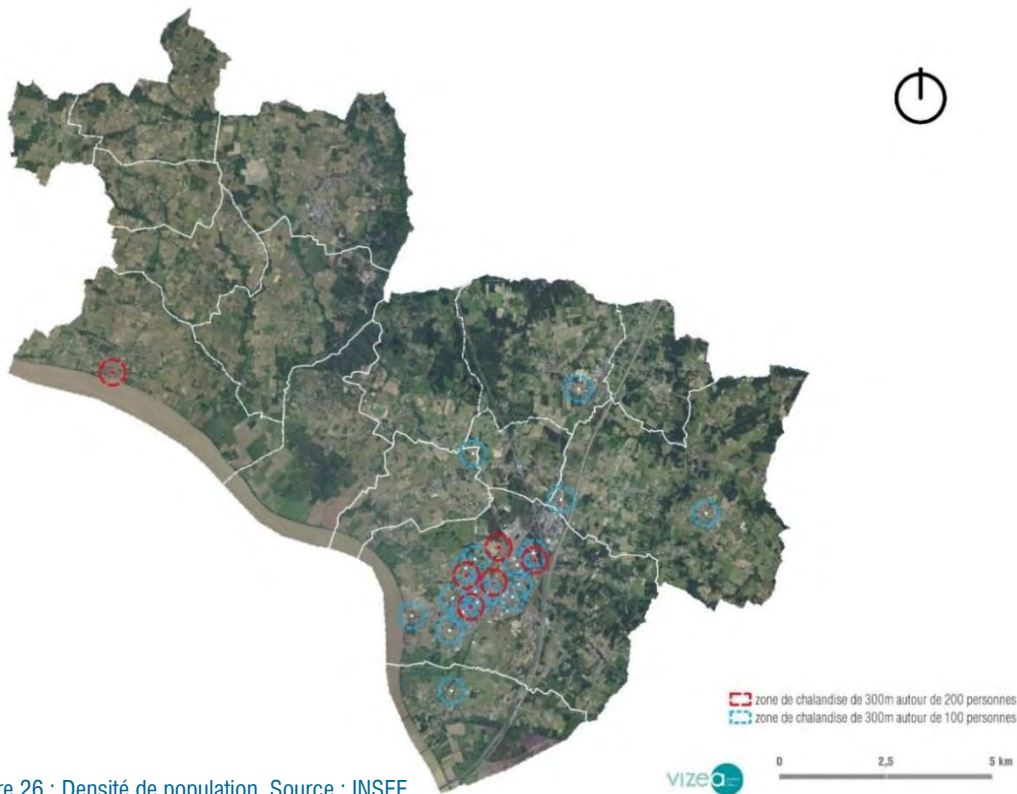 zone de chalandise de 300m autour de 200 personnes
zone de chalandise de 300m autour de 100 personnes
vizea
0 2,5 5 km
re 26 : Densité de population. Source : INSEE